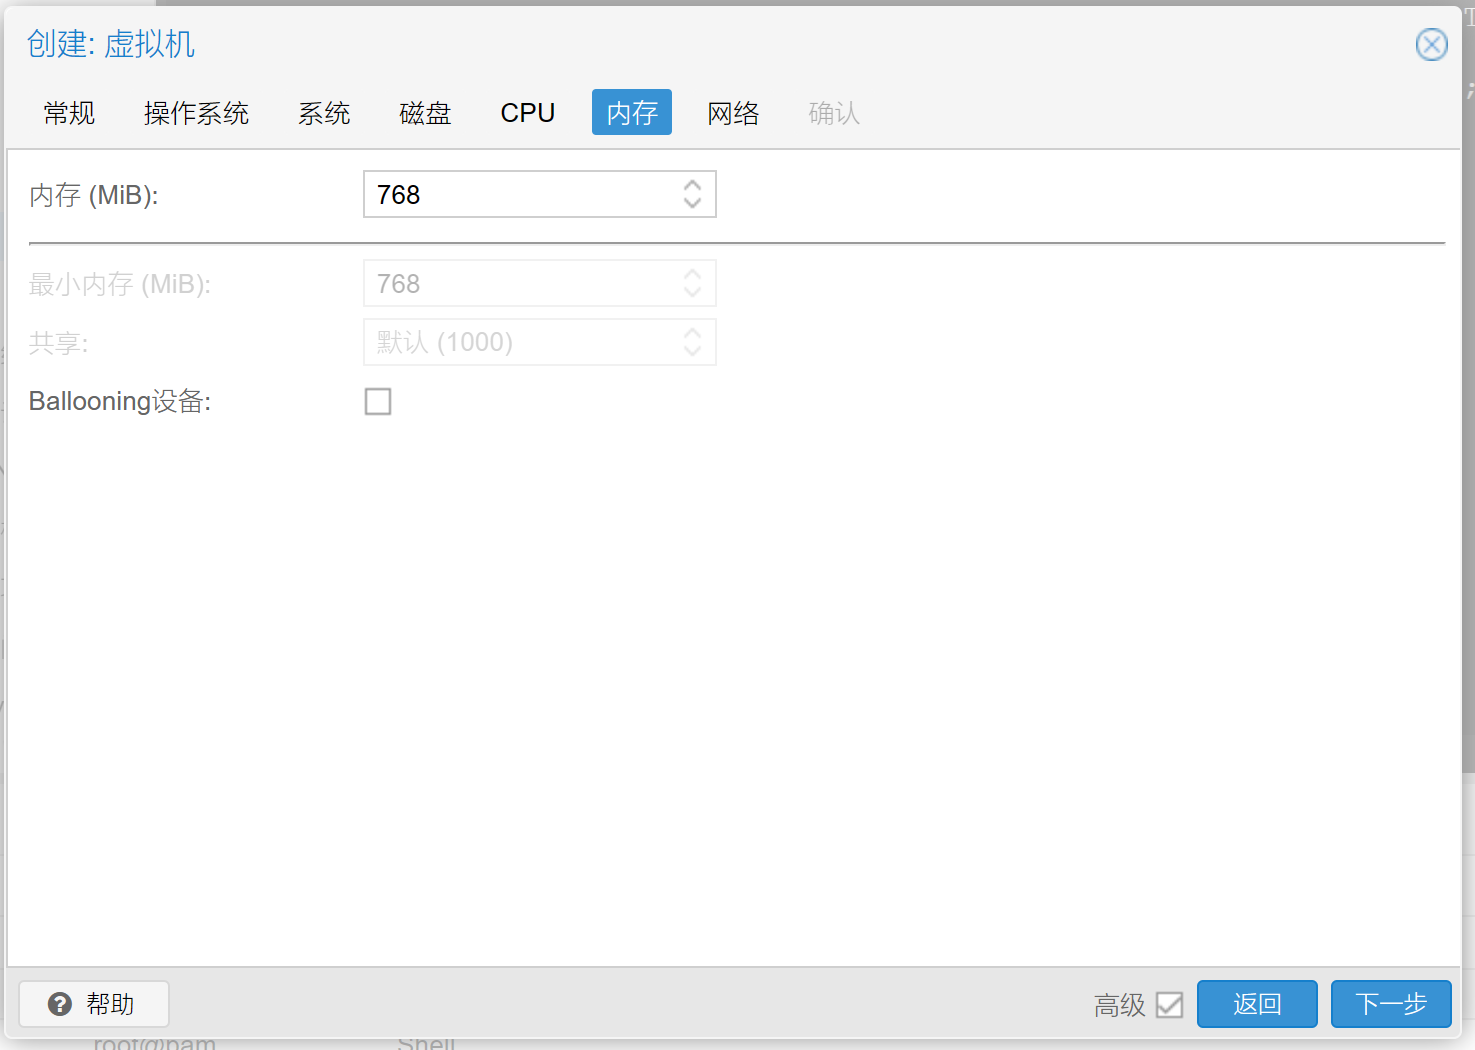 创建: 虚拟机
常规 操作系统 系统 磁盘 CPU 内存 网络 确认
内存 (MiB): 768
最小内存 (MiB): 768
共享: 默认 (1000)
Ballooning设备:
帮助 高级 返回 下一步
root@pam Shell